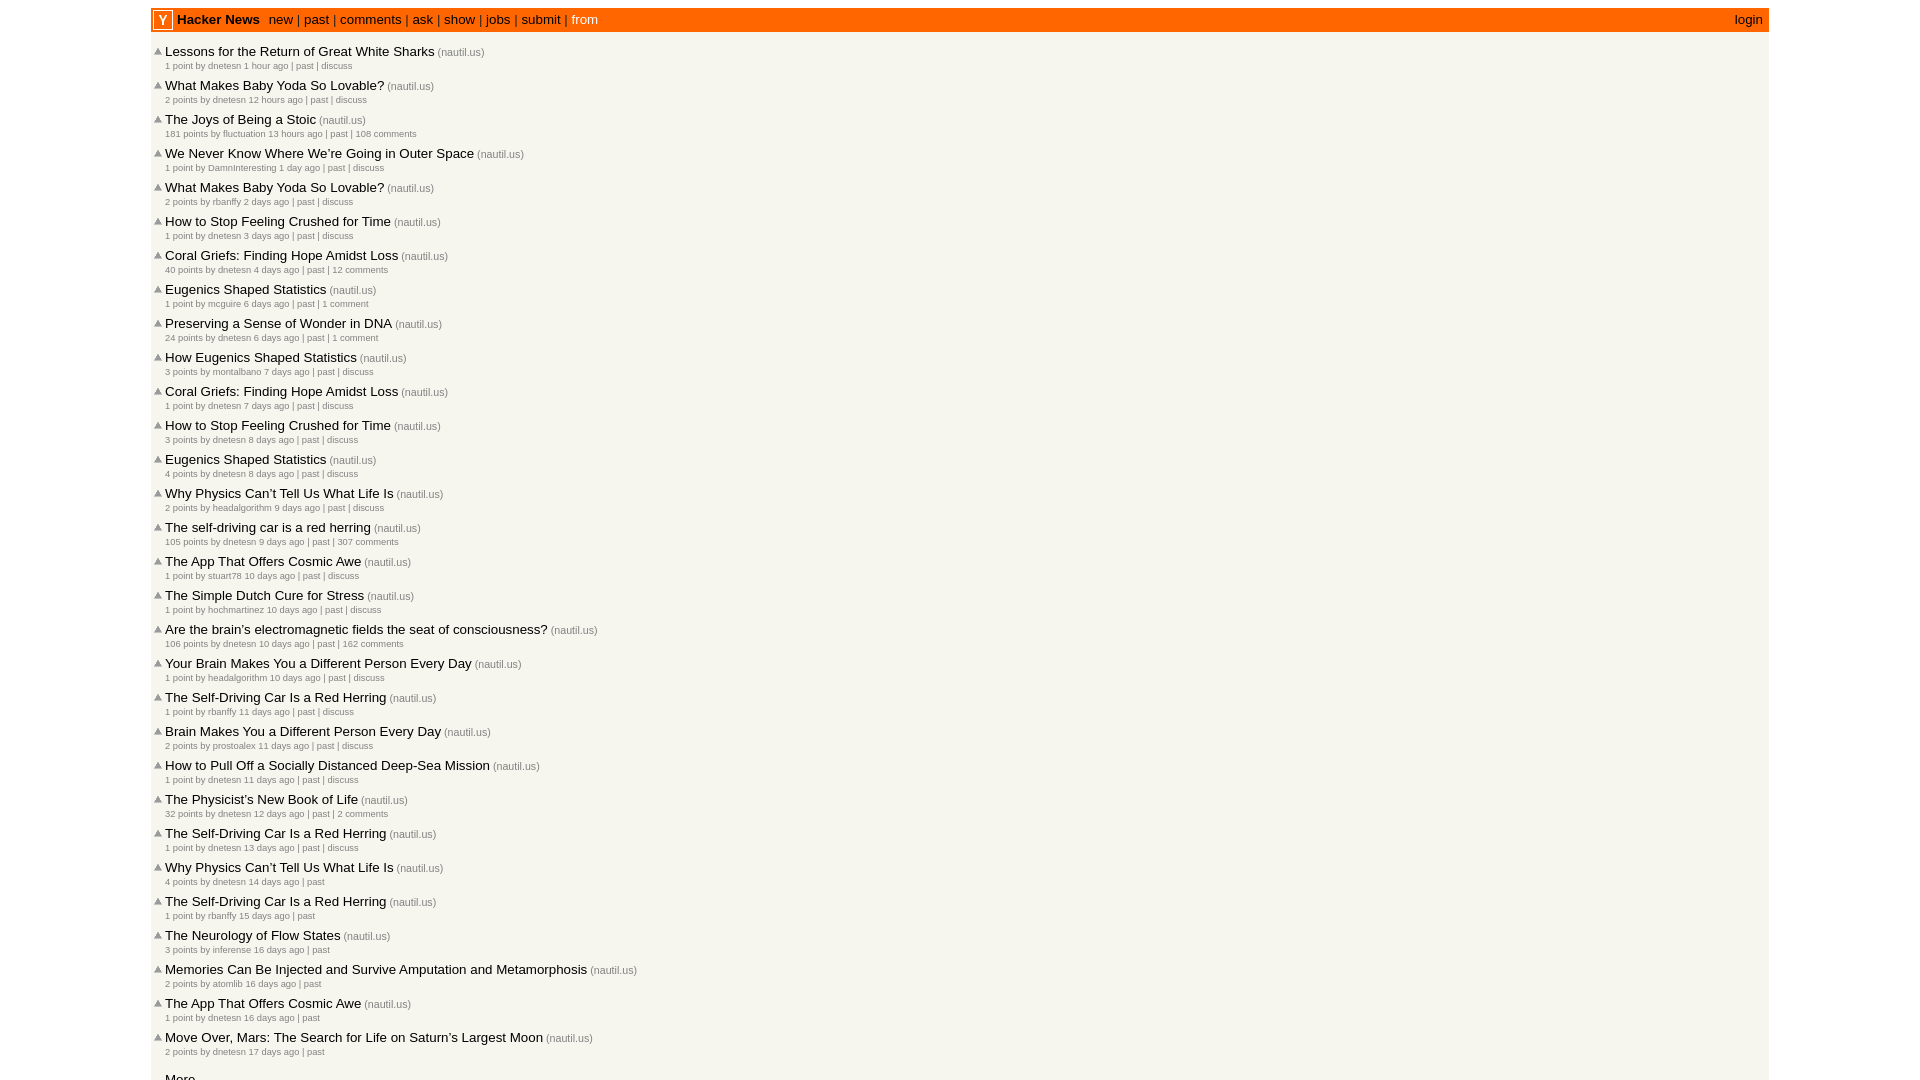 Y Hacker News new | past | comments | ask | show | jobs | submit | from login
Lessons for the Return of Great White Sharks (nautil.us)
1 point by dnetesn 1 hour ago | past | discuss
What Makes Baby Yoda So Lovable? (nautil.us)
2 points by dnetesn 12 hours ago | past | discuss
The Joys of Being a Stoic (nautil.us)
181 points by fluctuation 13 hours ago | past | 108 comments
We Never Know Where We’re Going in Outer Space (nautil.us)
1 point by DamnInteresting 1 day ago | past | discuss
What Makes Baby Yoda So Lovable? (nautil.us)
2 points by rbanffy 2 days ago | past | discuss
How to Stop Feeling Crushed for Time (nautil.us)
1 point by dnetesn 3 days ago | past | discuss
Coral Griefs: Finding Hope Amidst Loss (nautil.us)
40 points by dnetesn 4 days ago | past | 12 comments
Eugenics Shaped Statistics (nautil.us)
1 point by mcguire 6 days ago | past | 1 comment
Preserving a Sense of Wonder in DNA (nautil.us)
24 points by dnetesn 6 days ago | past | 1 comment
How Eugenics Shaped Statistics (nautil.us)
3 points by montalbano 7 days ago | past | discuss
Coral Griefs: Finding Hope Amidst Loss (nautil.us)
1 point by dnetesn 7 days ago | past | discuss
How to Stop Feeling Crushed for Time (nautil.us)
3 points by dnetesn 8 days ago | past | discuss
Eugenics Shaped Statistics (nautil.us)
4 points by dnetesn 8 days ago | past | discuss
Why Physics Can’t Tell Us What Life Is (nautil.us)
2 points by headalgorithm 9 days ago | past | discuss
The self-driving car is a red herring (nautil.us)
105 points by dnetesn 9 days ago | past | 307 comments
The App That Offers Cosmic Awe (nautil.us)
1 point by stuart78 10 days ago | past | discuss
The Simple Dutch Cure for Stress (nautil.us)
1 point by hochmartinez 10 days ago | past | discuss
Are the brain’s electromagnetic fields the seat of consciousness? (nautil.us)
106 points by dnetesn 10 days ago | past | 162 comments
Your Brain Makes You a Different Person Every Day (nautil.us)
1 point by headalgorithm 10 days ago | past | discuss
The Self-Driving Car Is a Red Herring (nautil.us)
1 point by rbanffy 11 days ago | past | discuss
Brain Makes You a Different Person Every Day (nautil.us)
2 points by prostoalex 11 days ago | past | discuss
How to Pull Off a Socially Distanced Deep-Sea Mission (nautil.us)
1 point by dnetesn 11 days ago | past | discuss
The Physicist’s New Book of Life (nautil.us)
32 points by dnetesn 12 days ago | past | 2 comments
The Self-Driving Car Is a Red Herring (nautil.us)
1 point by dnetesn 13 days ago | past | discuss
Why Physics Can’t Tell Us What Life Is (nautil.us)
4 points by dnetesn 14 days ago | past
The Self-Driving Car Is a Red Herring (nautil.us)
1 point by rbanffy 15 days ago | past
The Neurology of Flow States (nautil.us)
3 points by inferense 16 days ago | past
Memories Can Be Injected and Survive Amputation and Metamorphosis (nautil.us)
2 points by atomlib 16 days ago | past
The App That Offers Cosmic Awe (nautil.us)
1 point by dnetesn 16 days ago | past
Move Over, Mars: The Search for Life on Saturn’s Largest Moon (nautil.us)
2 points by dnetesn 17 days ago | past
More